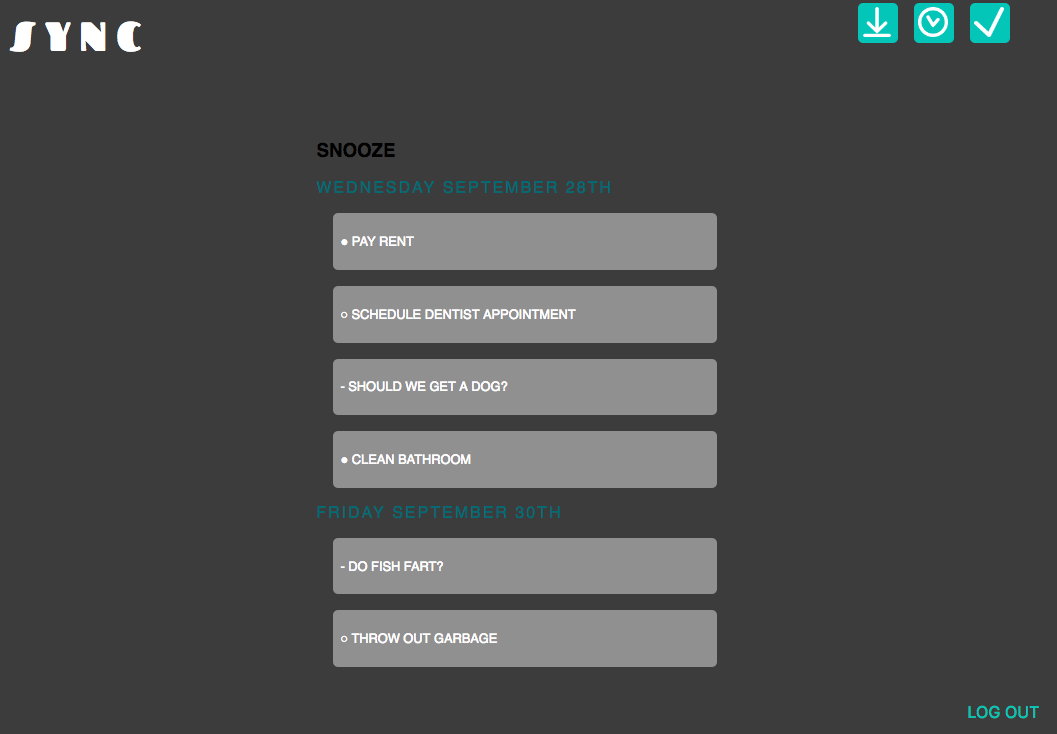 SYNC
SNOOZE
WEDNESDAY SEPTEMBER 28TH
● PAY RENT
○ SCHEDULE DENTIST APPOINTMENT
- SHOULD WE GET A DOG?
● CLEAN BATHROOM
FRIDAY SEPTEMBER 30TH
- DO FISH FART?
○ THROW OUT GARBAGE
LOG OUT